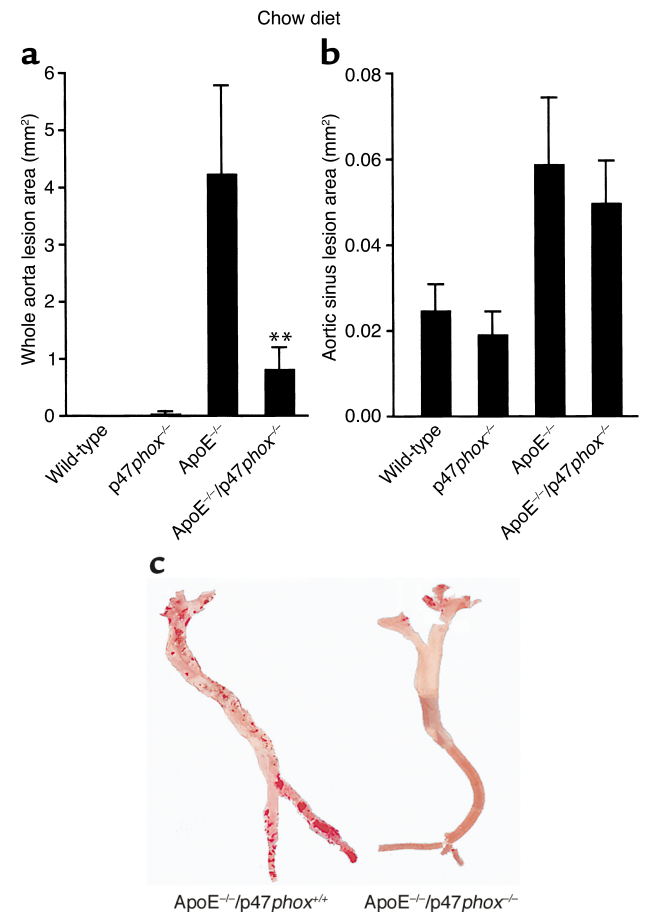 Chow diet
a
b
Whole aorta lesion area (mm²)
6
5
4
3
2
1
0
**
Wild-type
p47phox⁻/⁻
ApoE⁻/⁻
ApoE⁻/⁻/p47phox⁻/⁻
Aortic sinus lesion area (mm²)
0.08
0.06
0.04
0.02
0.00
Wild-type
p47phox⁻/⁻
ApoE⁻/⁻
ApoE⁻/⁻/p47phox⁻/⁻
c
ApoE⁻/⁻/p47phox⁺/⁺
ApoE⁻/⁻/p47phox⁻/⁻